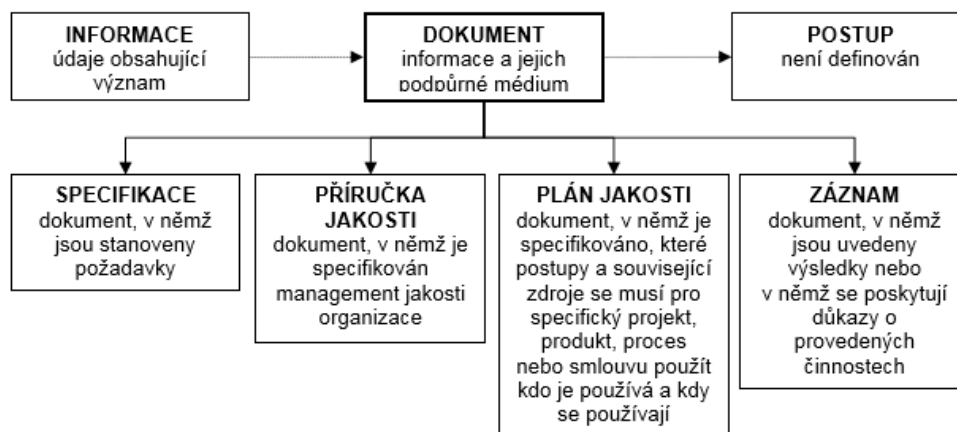 INFORMACE
údaje obsahující
význam
DOKUMENT
informace a jejich
podpůrné médium
POSTUP
není definován
SPECIFIKACE
dokument, v němž
jsou stanoveny
požadavky
PŘÍRUČKA
JAKOSTI
dokument, v němž je
specifikován
management jakosti
organizace
PLÁN JAKOSTI
dokument, v němž je
specifikováno, které
postupy a související
zdroje se musí pro
specifický projekt,
produkt, proces
nebo smlouvu použít
kdo je používá a kdy
se používají
ZÁZNAM
dokument, v němž
jsou uvedeny
výsledky nebo
v němž se poskytují
důkazy o
provedených
činnostech